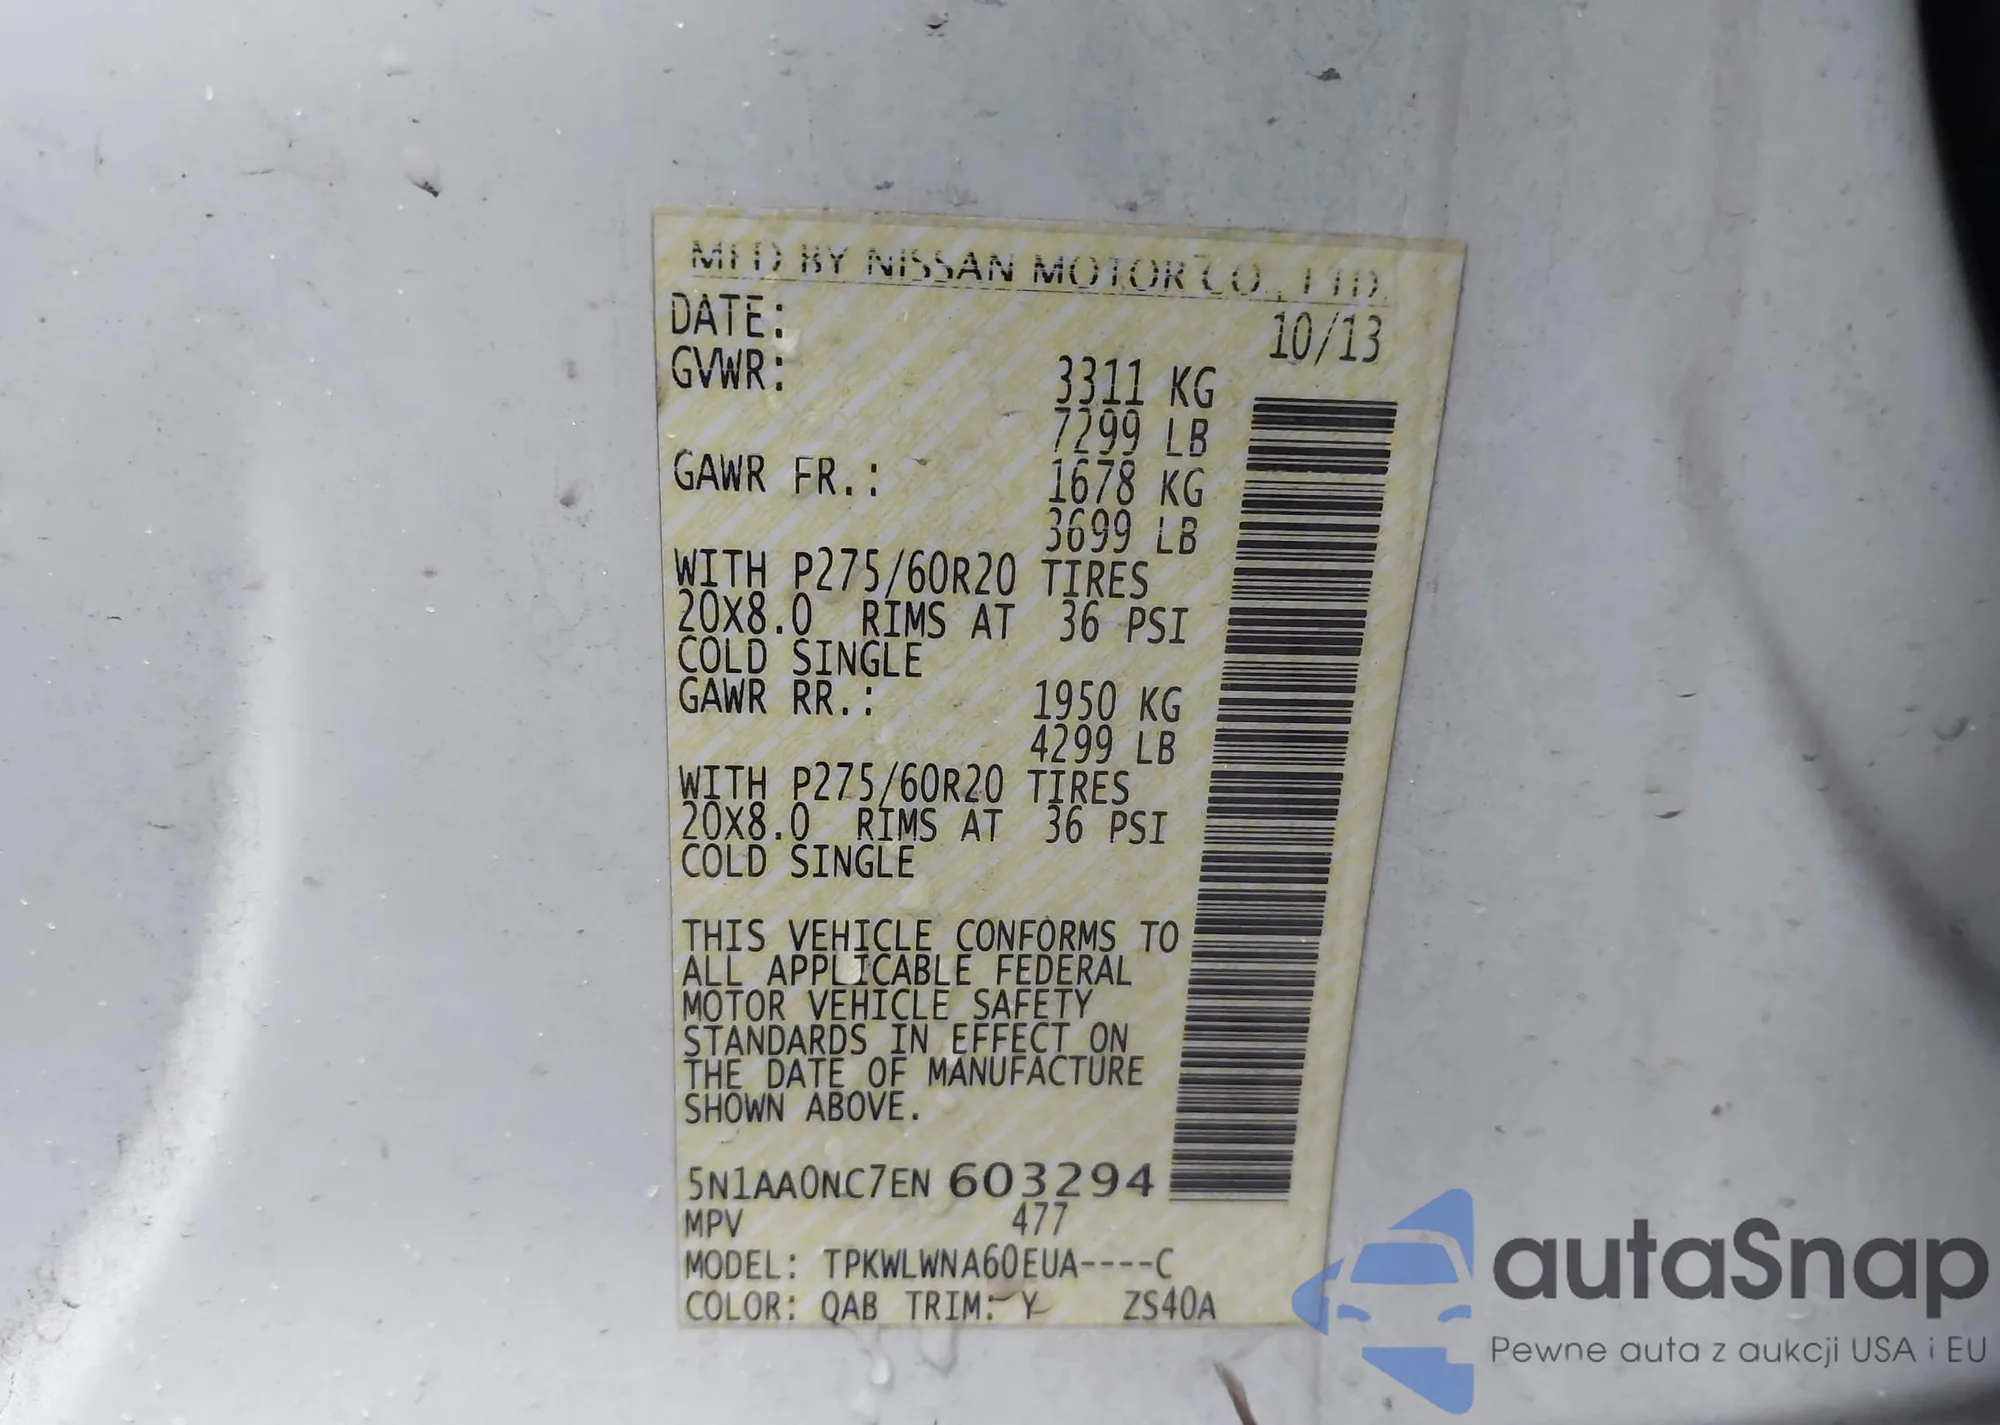 MFD BY NISSAN MOTOR CO., LTD.
DATE: 10/13
GVWR: 3311 KG
7299 LB
GAWR FR.: 1678 KG
3699 LB
WITH P275/60R20 TIRES
20X8.0 RIMS AT 36 PSI
COLD SINGLE
GAWR RR.: 1950 KG
4299 LB
WITH P275/60R20 TIRES
20X8.0 RIMS AT 36 PSI
COLD SINGLE
THIS VEHICLE CONFORMS TO
ALL APPLICABLE FEDERAL
MOTOR VEHICLE SAFETY
STANDARDS IN EFFECT ON
THE DATE OF MANUFACTURE
SHOWN ABOVE.
5N1AA0NC7EN 603294
MPV 477
MODEL: TPKWLWNA60EUA----C
COLOR: QAB TRIM: Y ZS40A
autaSnap
Pewne auta z aukcji USA i EU